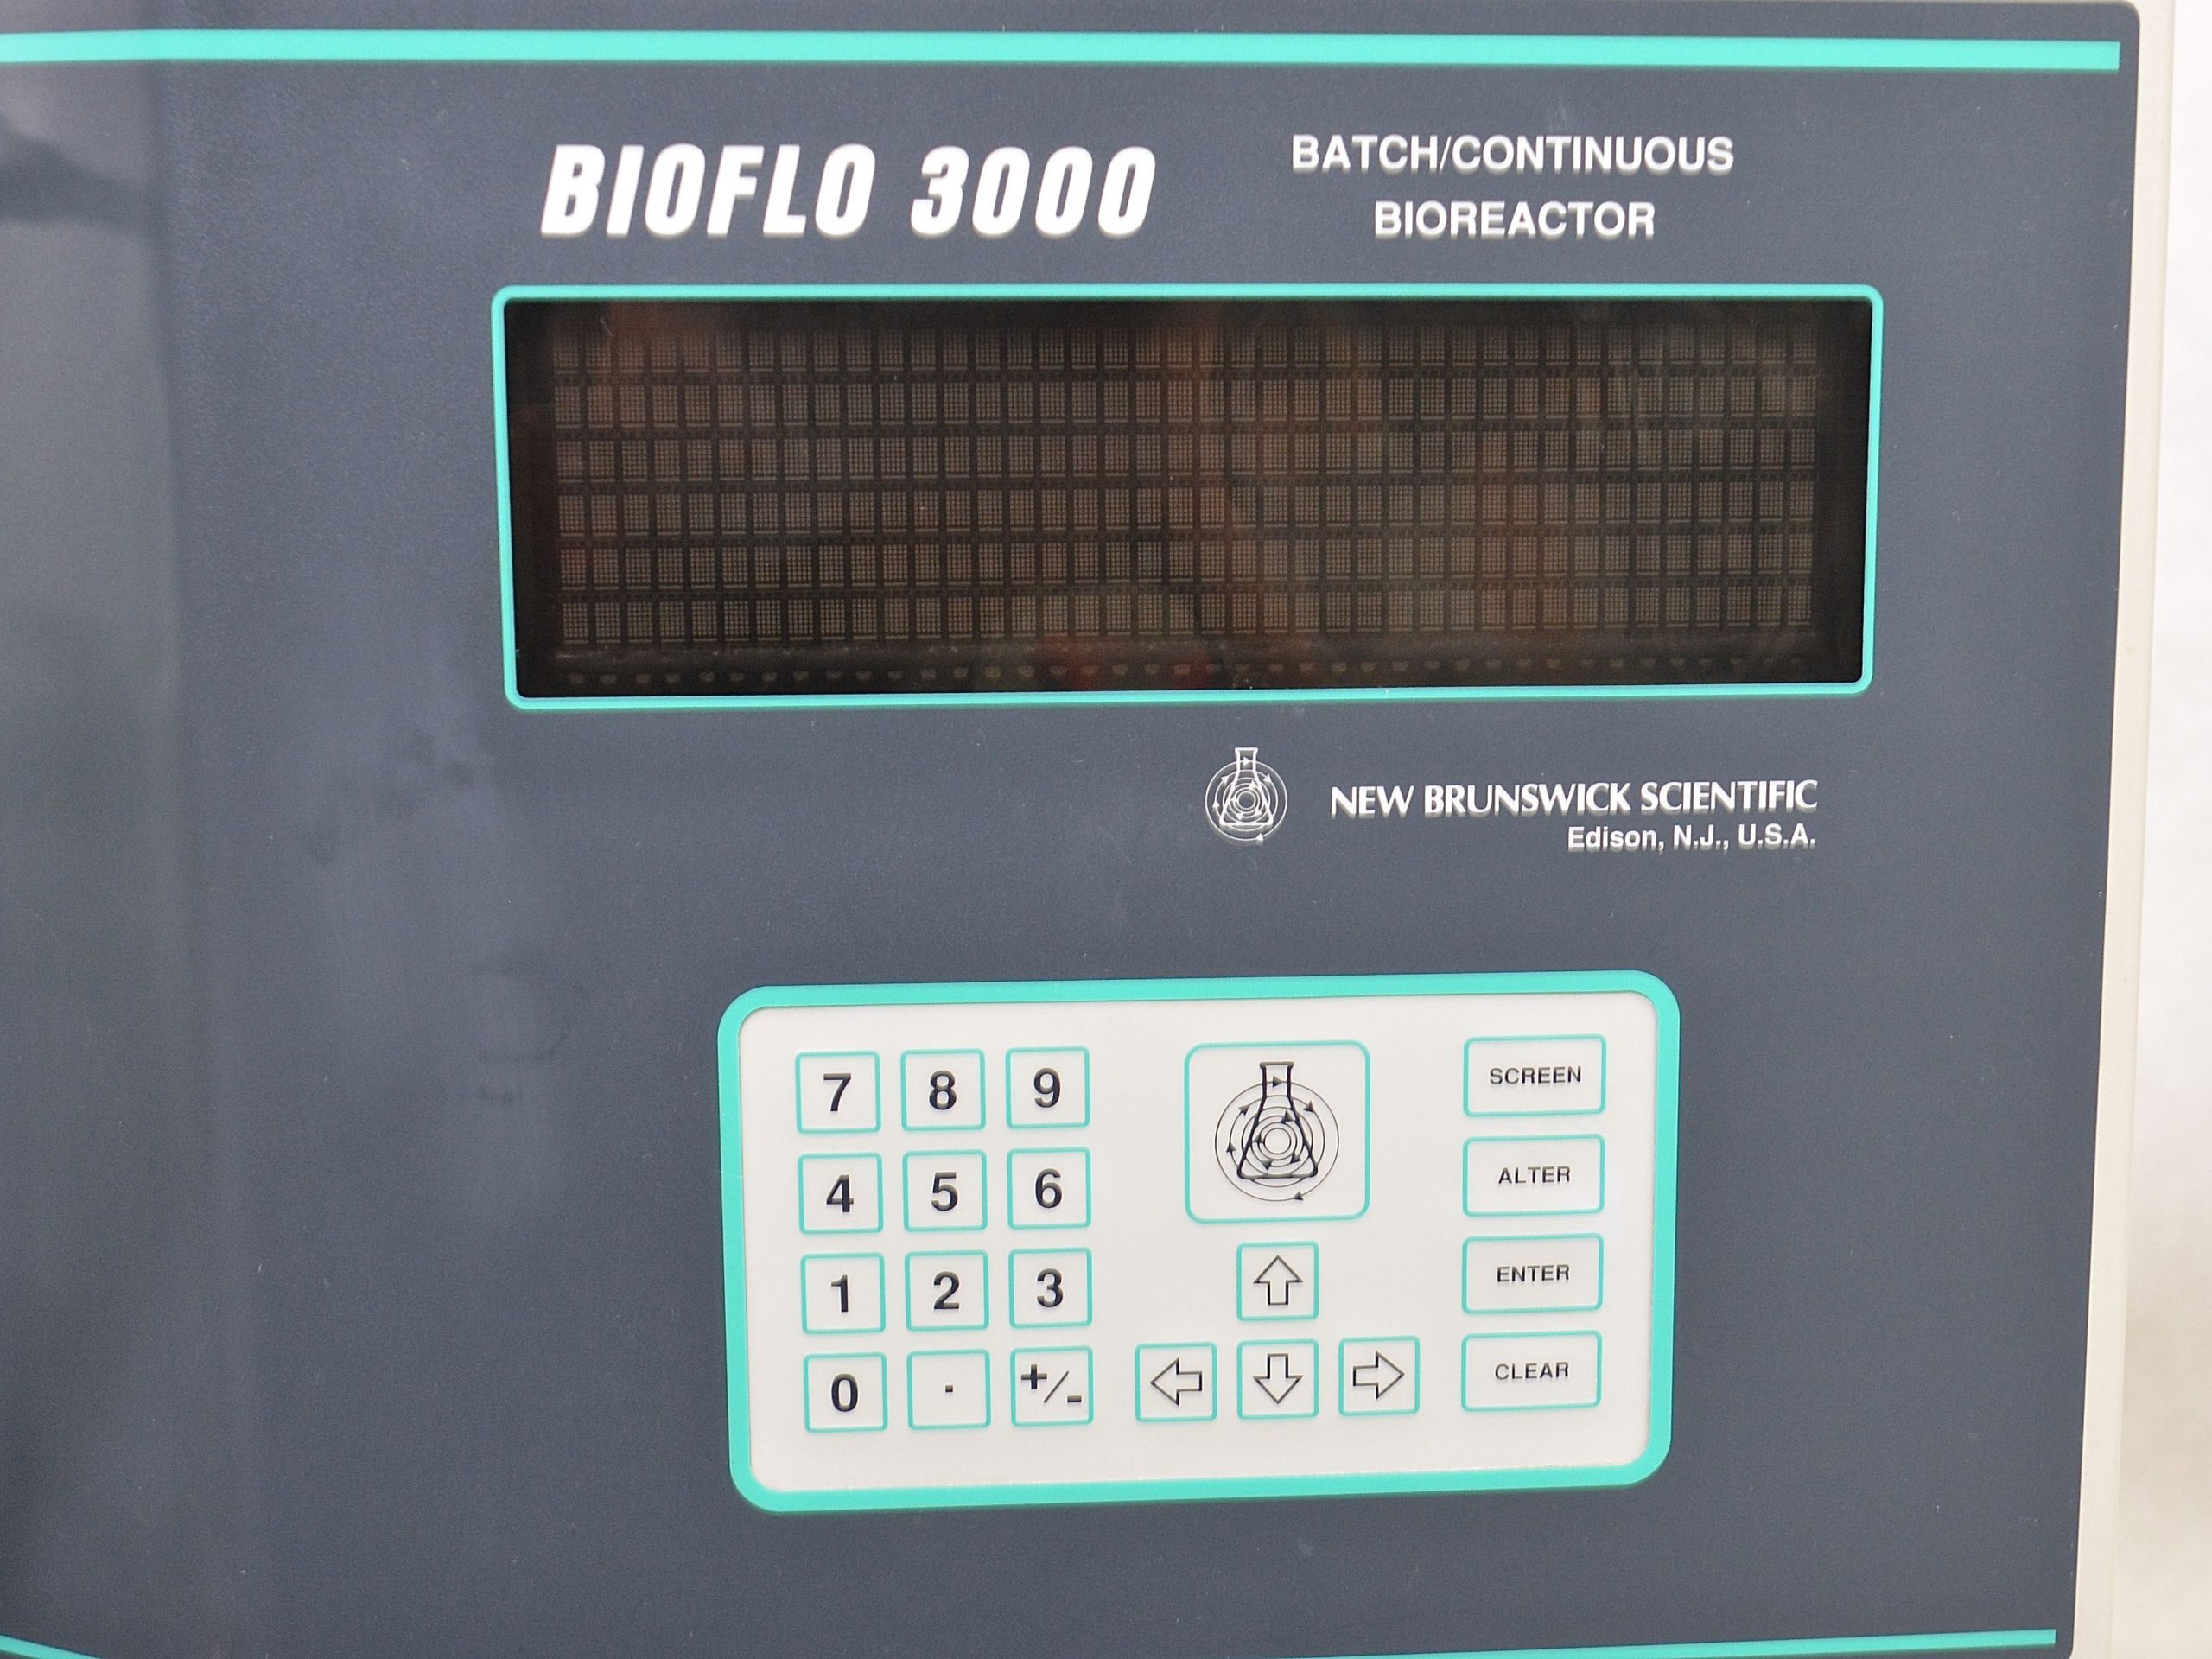 BIOFLO 3000
BATCH/CONTINUOUS
BIOREACTOR
NEW BRUNSWICK SCIENTIFIC
Edison, N.J., U.S.A.
7 8 9
SCREEN
4 5 6
ALTER
1 2 3
ENTER
0 . +/-
CLEAR